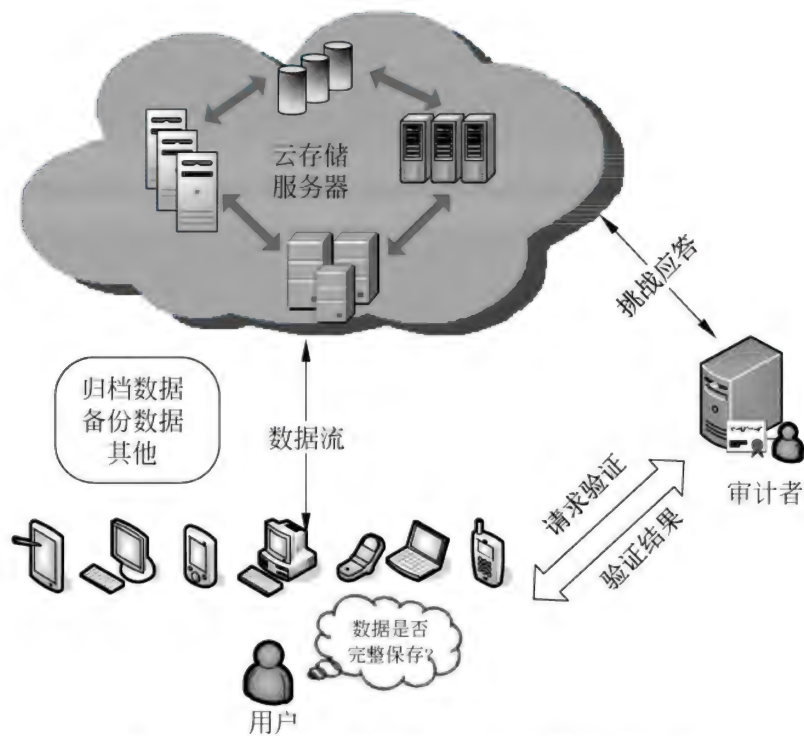 云存储
服务器
挑战应答
归档数据
备份数据
其他
数据流
请求验证
验证结果
审计者
数据是否
完整保存?
用户